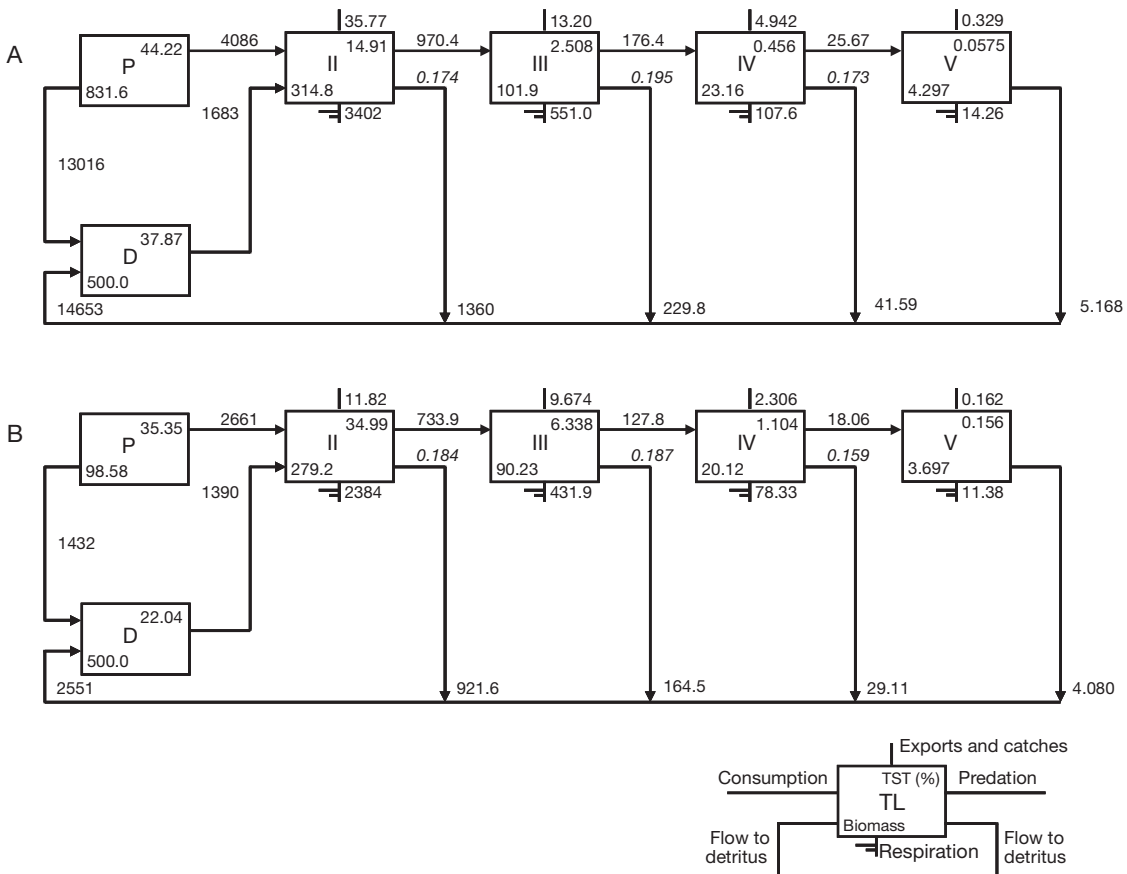 A
P
44.22
831.6
4086
35.77
14.91
II
314.8
3402
970.4
0.174
13.20
2.508
III
101.9
551.0
176.4
0.195
4.942
0.456
IV
23.16
107.6
25.67
0.173
0.329
0.0575
V
4.297
14.26
1683
13016
37.87
D
500.0
14653
1360
229.8
41.59
5.168
B
P
35.35
98.58
2661
11.82
34.99
II
279.2
2384
733.9
0.184
9.674
6.338
III
90.23
431.9
127.8
0.187
2.306
1.104
IV
20.12
78.33
18.06
0.159
0.162
0.156
V
3.697
11.38
1390
1432
22.04
D
500.0
2551
921.6
164.5
29.11
4.080
Exports and catches
Consumption
TST (%)
Predation
TL
Biomass
Flow to
detritus
Respiration
Flow to
detritus